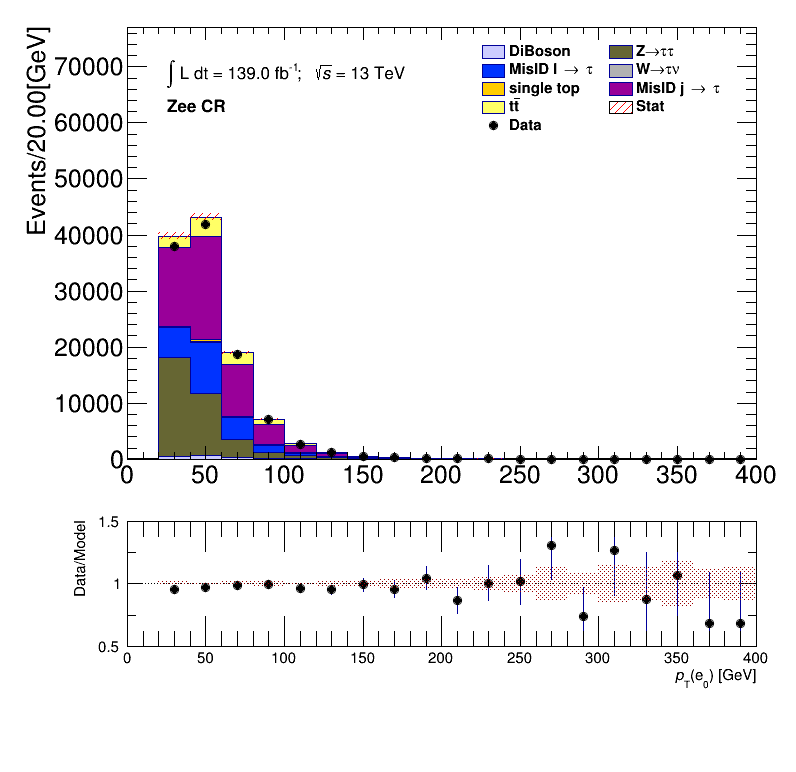 Events/20.00[GeV]
70000
60000
50000
40000
30000
20000
10000
0
∫ L dt = 139.0 fb⁻¹; √s = 13 TeV
Zee CR
DiBoson
MisID l → τ
single top
tt̄
Data
Z→ττ
W→τν
MisID j → τ
Stat
0 50 100 150 200 250 300 350 400
Data/Model
1.5
1
0.5
0 50 100 150 200 250 300 350 400
p_T(e_0) [GeV]